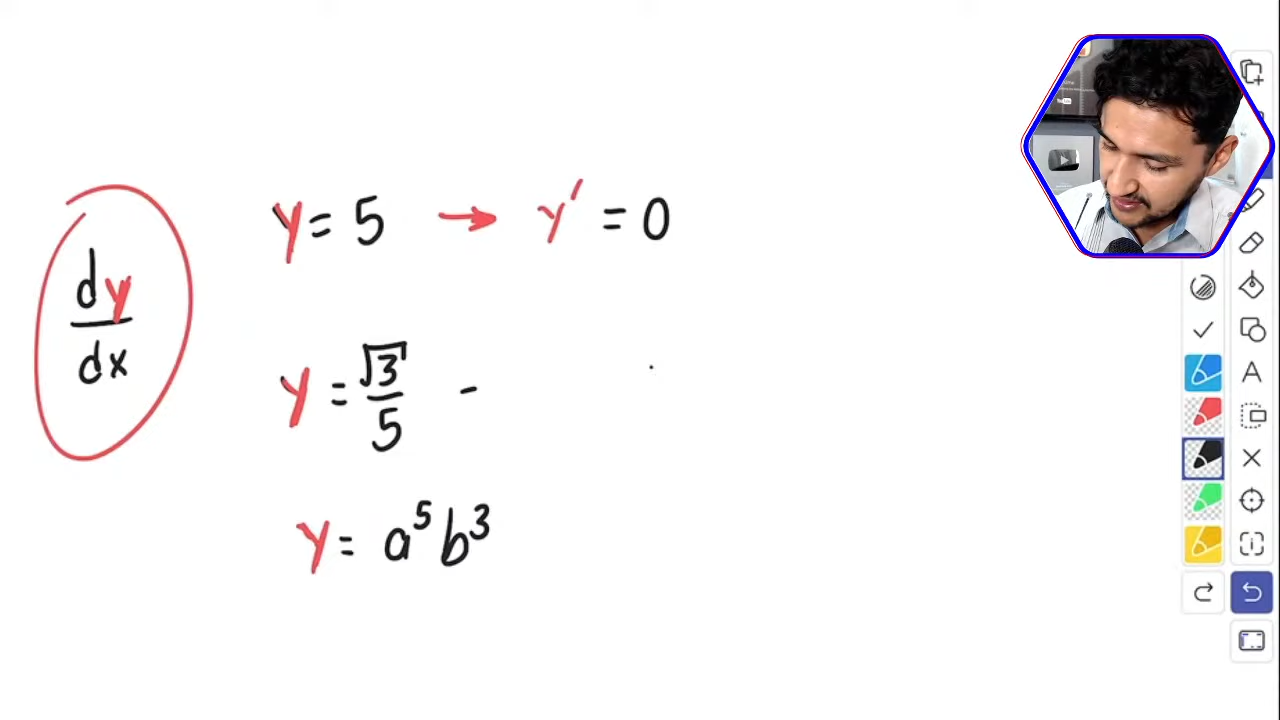 y = 5 → y' = 0
dy/dx
y = √3/5 -
y = a⁵b³
A